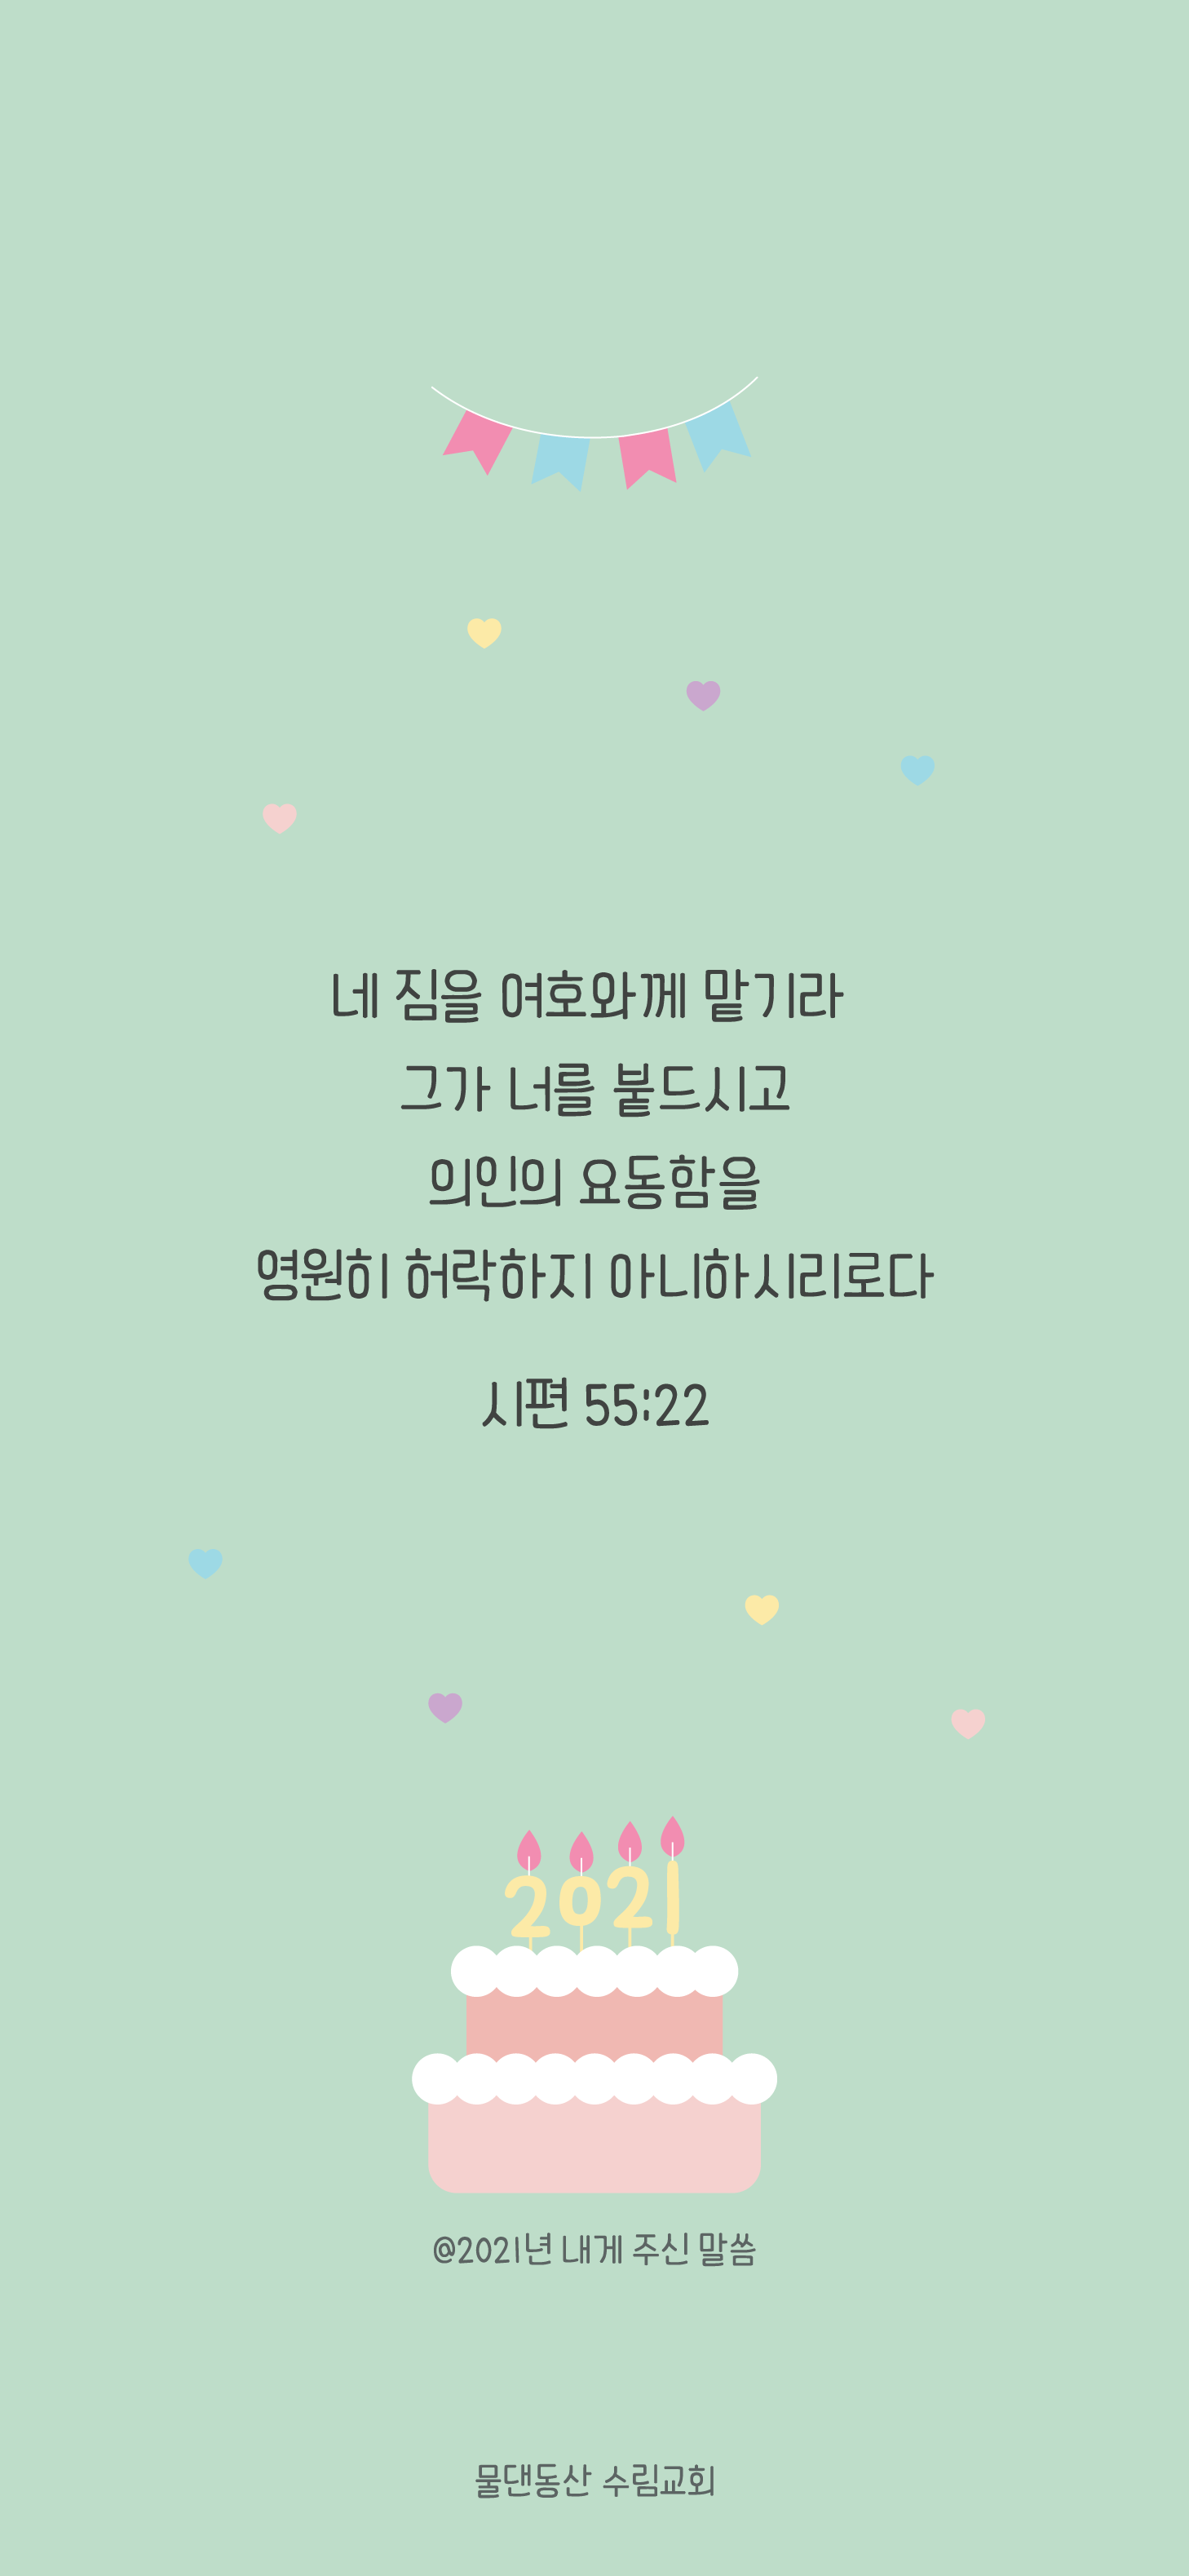 네 짐을 여호와께 맡기라
그가 너를 붙드시고
의인의 요동함을
영원히 허락하지 아니하시리로다
시편 55:22
2021
@2021년 내게 주신 말씀
물댄동산 수림교회